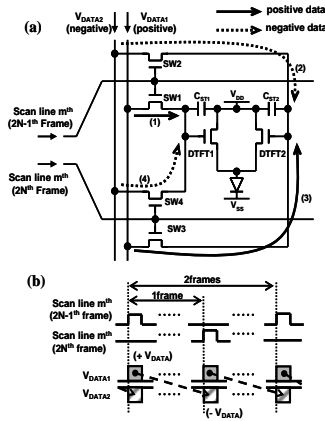 V_DATA2 V_DATA1
(negative) (positive)
positive data
negative data
(a)
(2)
SW2
SW1
C_ST1 V_DD C_ST2
Scan line m^th
(2N-1^th Frame)
(1)
DTFT1 DTFT2
Scan line m^th
(2N^th Frame)
(4)
(3)
SW4
V_SS
SW3
(b)
2frames
1frame
Scan line m^th
(2N-1^th frame)
Scan line m^th
(2N^th frame)
(+ V_DATA)
V_DATA1
V_DATA2
(- V_DATA)